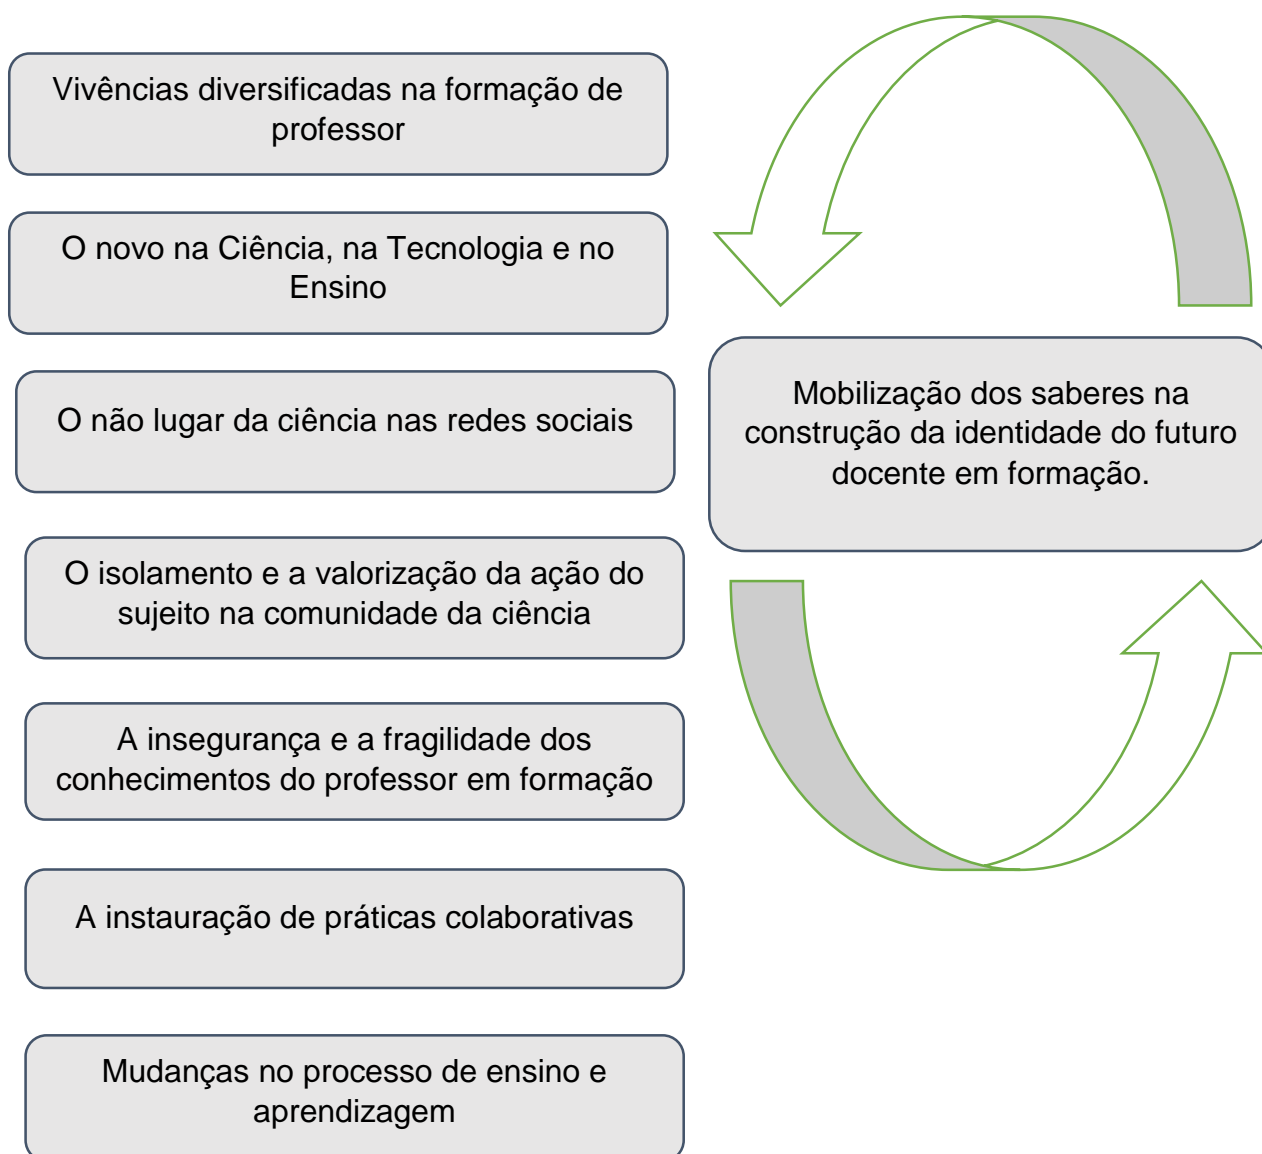 Vivências diversificadas na formação de
professor
O novo na Ciência, na Tecnologia e no
Ensino
O não lugar da ciência nas redes sociais
O isolamento e a valorização da ação do
sujeito na comunidade da ciência
A insegurança e a fragilidade dos
conhecimentos do professor em formação
A instauração de práticas colaborativas
Mudanças no processo de ensino e
aprendizagem
Mobilização dos saberes na
construção da identidade do futuro
docente em formação.